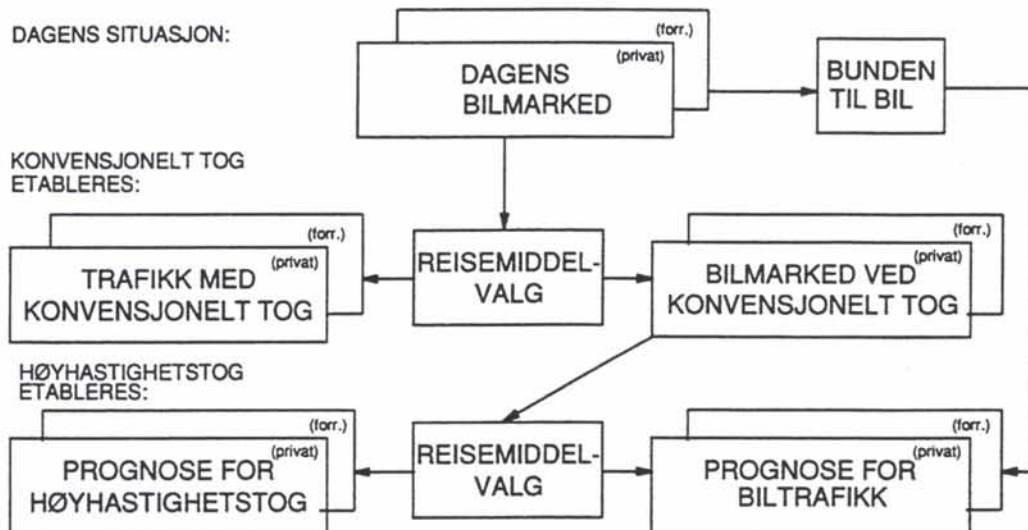 DAGENS SITUASJON:
(forr.)
(privat)
DAGENS
BILMARKED
BUNDEN
TIL BIL
KONVENSJONELT TOG
ETABLERES:
(forr.)
(privat)
TRAFIKK MED
KONVENSJONELT TOG
REISEMIDDEL-
VALG
(forr.)
(privat)
BILMARKED VED
KONVENSJONELT TOG
HØYHASTIGHETSTOG
ETABLERES:
(forr.)
(privat)
PROGNOSE FOR
HØYHASTIGHETSTOG
REISEMIDDEL-
VALG
(forr.)
(privat)
PROGNOSE FOR
BILTRAFIKK